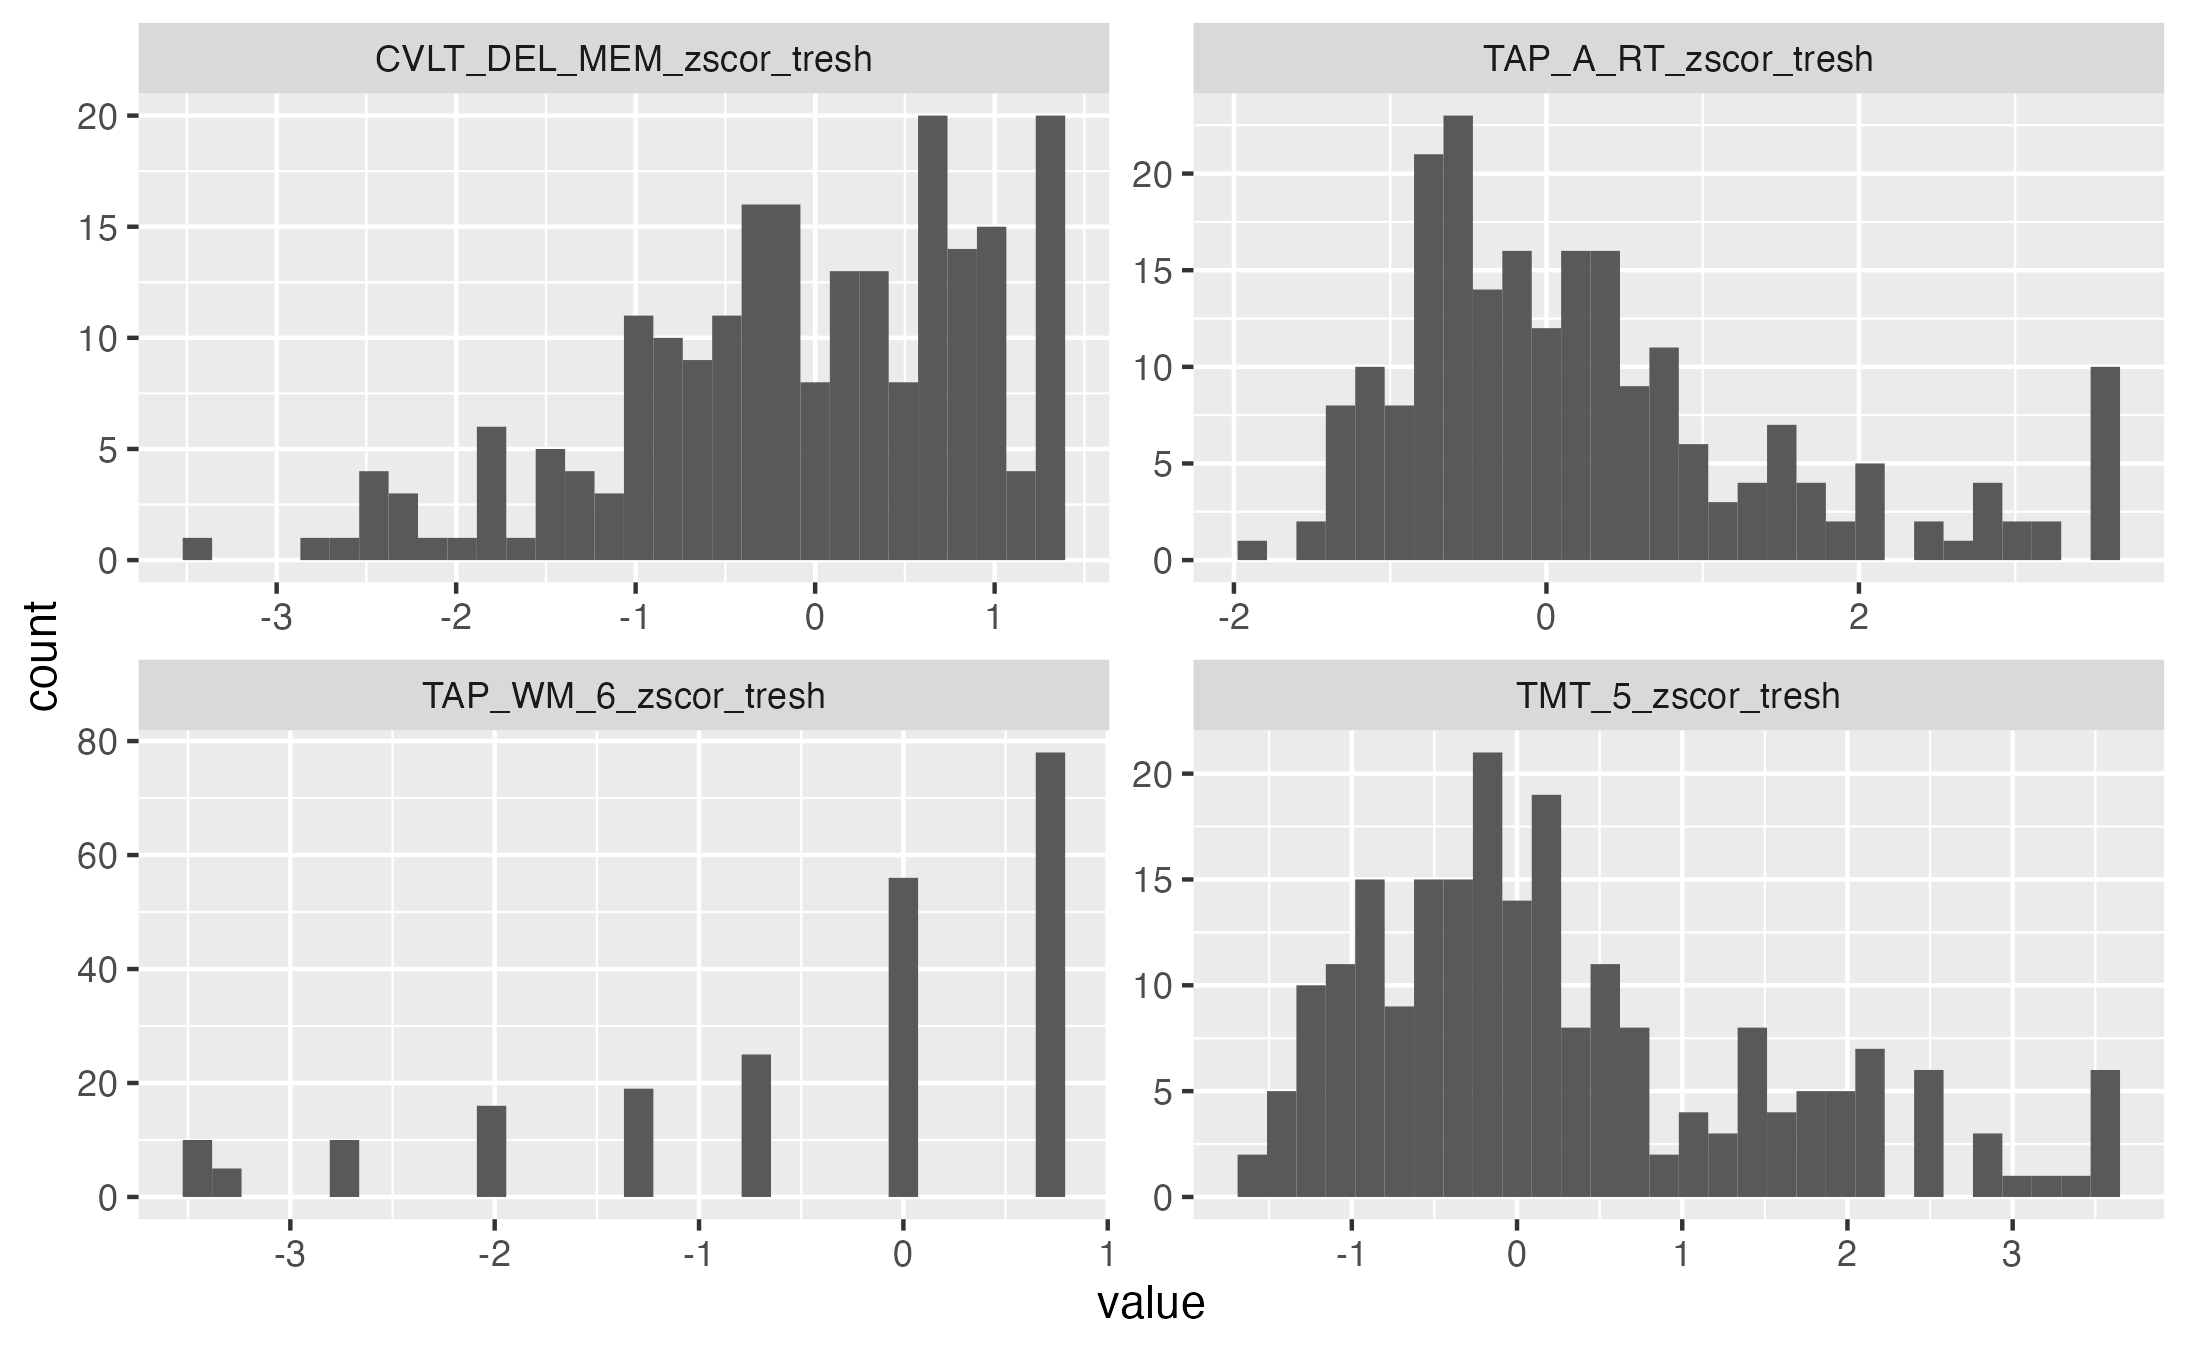 CVLT_DEL_MEM_zscor_tresh
20
15
10
5
0
-3 -2 -1 0 1
TAP_A_RT_zscor_tresh
20
15
10
5
0
-2 0 2
TAP_WM_6_zscor_tresh
80
60
40
20
0
-3 -2 -1 0 1
TMT_5_zscor_tresh
20
15
10
5
0
-1 0 1 2 3
count
value